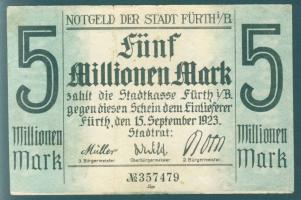 NOTGELD DER STADT FÜRTH i/B.
5
Fünf
5
Millionen Mark
zahlt die Stadtkasse Fürth i/B.
gegen diesen Schein dem Einlieferer
Fürth, den 15. September 1923.
Stadtrat:
Millionen
Mark
Müller
3. Bürgermeister
Oberbürgermeister
2. Bürgermeister
Millionen
Mark
№357479